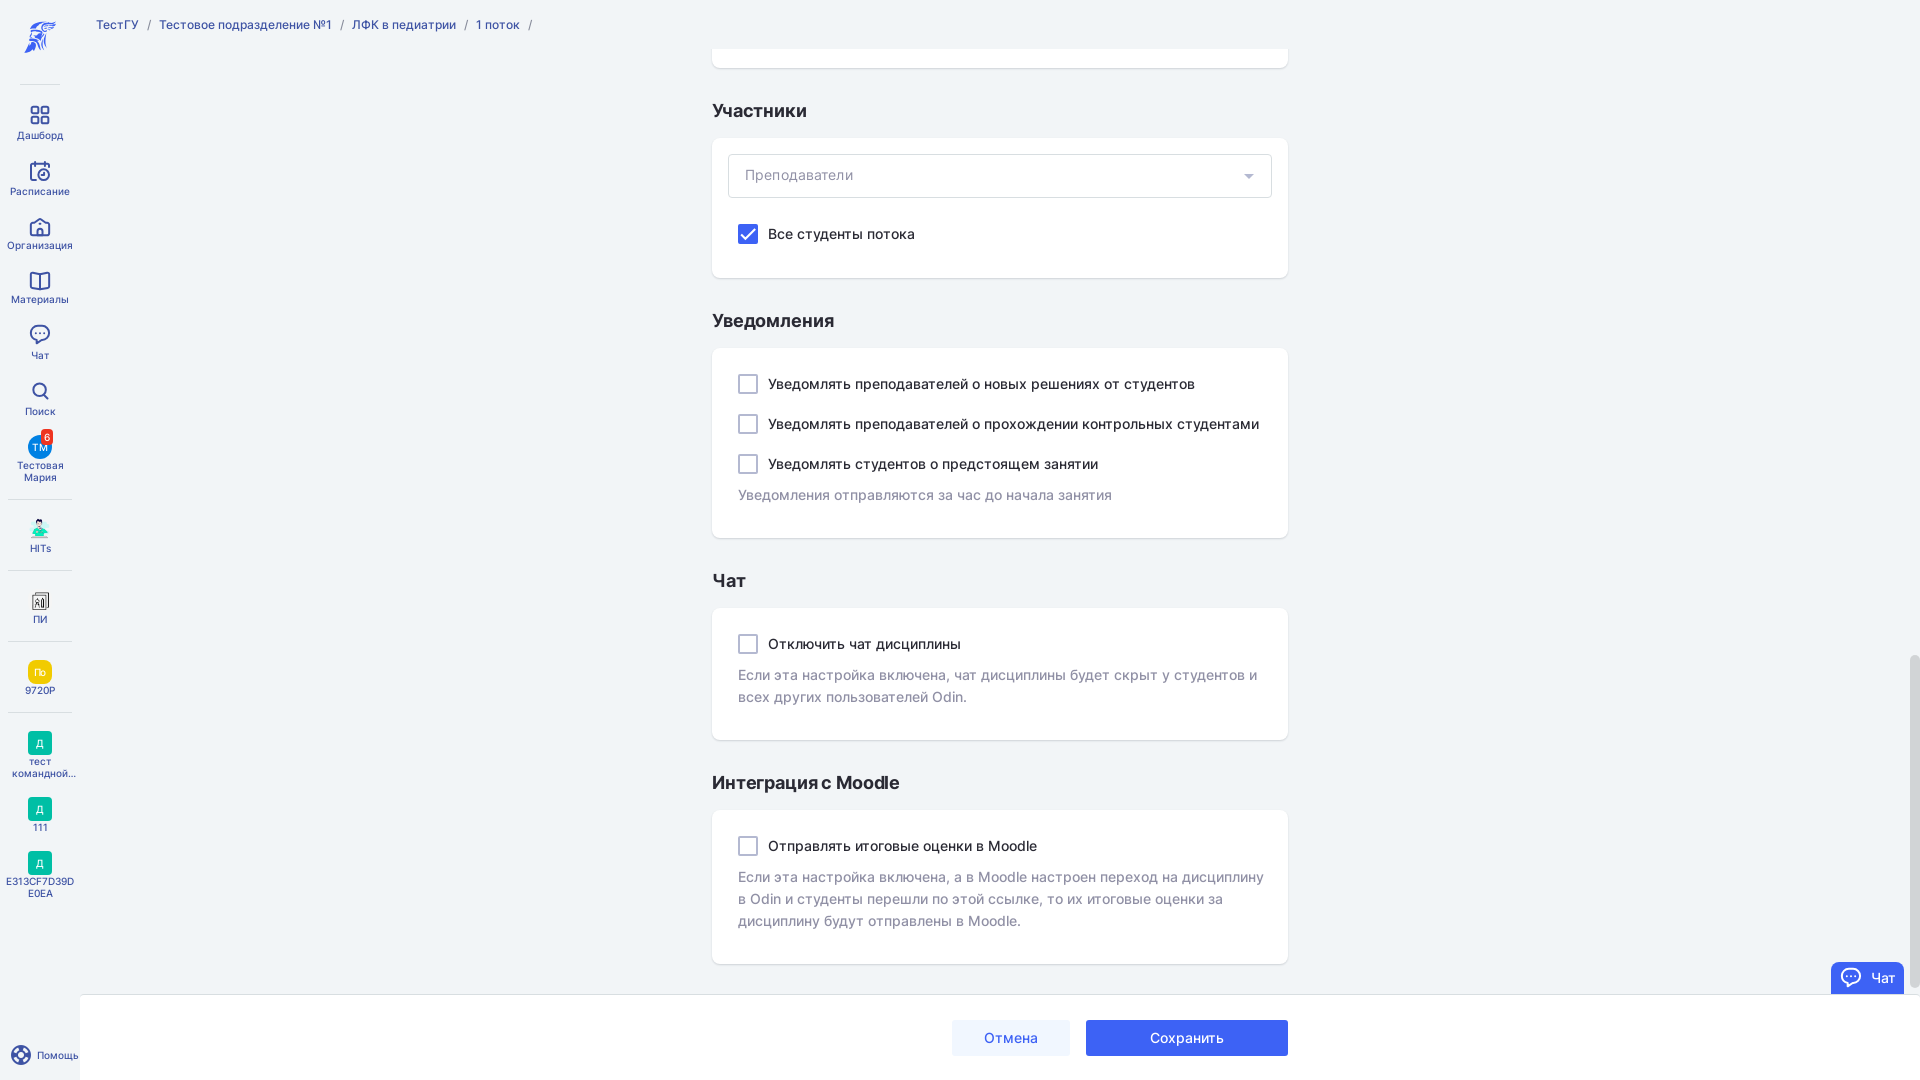 ТестГУ / Тестовое подразделение №1 / ЛФК в педиатрии / 1 поток /
Дашборд
Расписание
Организация
Материалы
Чат
Поиск
ТМ
6
Тестовая
Мария
HITs
ПИ
Пb
9720P
Д
тест
командной...
Д
111
Д
E313CF7D39D
E0EA
Помощь
Участники
Преподаватели
Все студенты потока
Уведомления
Уведомлять преподавателей о новых решениях от студентов
Уведомлять преподавателей о прохождении контрольных студентами
Уведомлять студентов о предстоящем занятии
Уведомления отправляются за час до начала занятия
Чат
Отключить чат дисциплины
Если эта настройка включена, чат дисциплины будет скрыт у студентов и
всех других пользователей Odin.
Интеграция с Moodle
Отправлять итоговые оценки в Moodle
Если эта настройка включена, а в Moodle настроен переход на дисциплину
в Odin и студенты перешли по этой ссылке, то их итоговые оценки за
дисциплину будут отправлены в Moodle.
Чат
Отмена
Сохранить